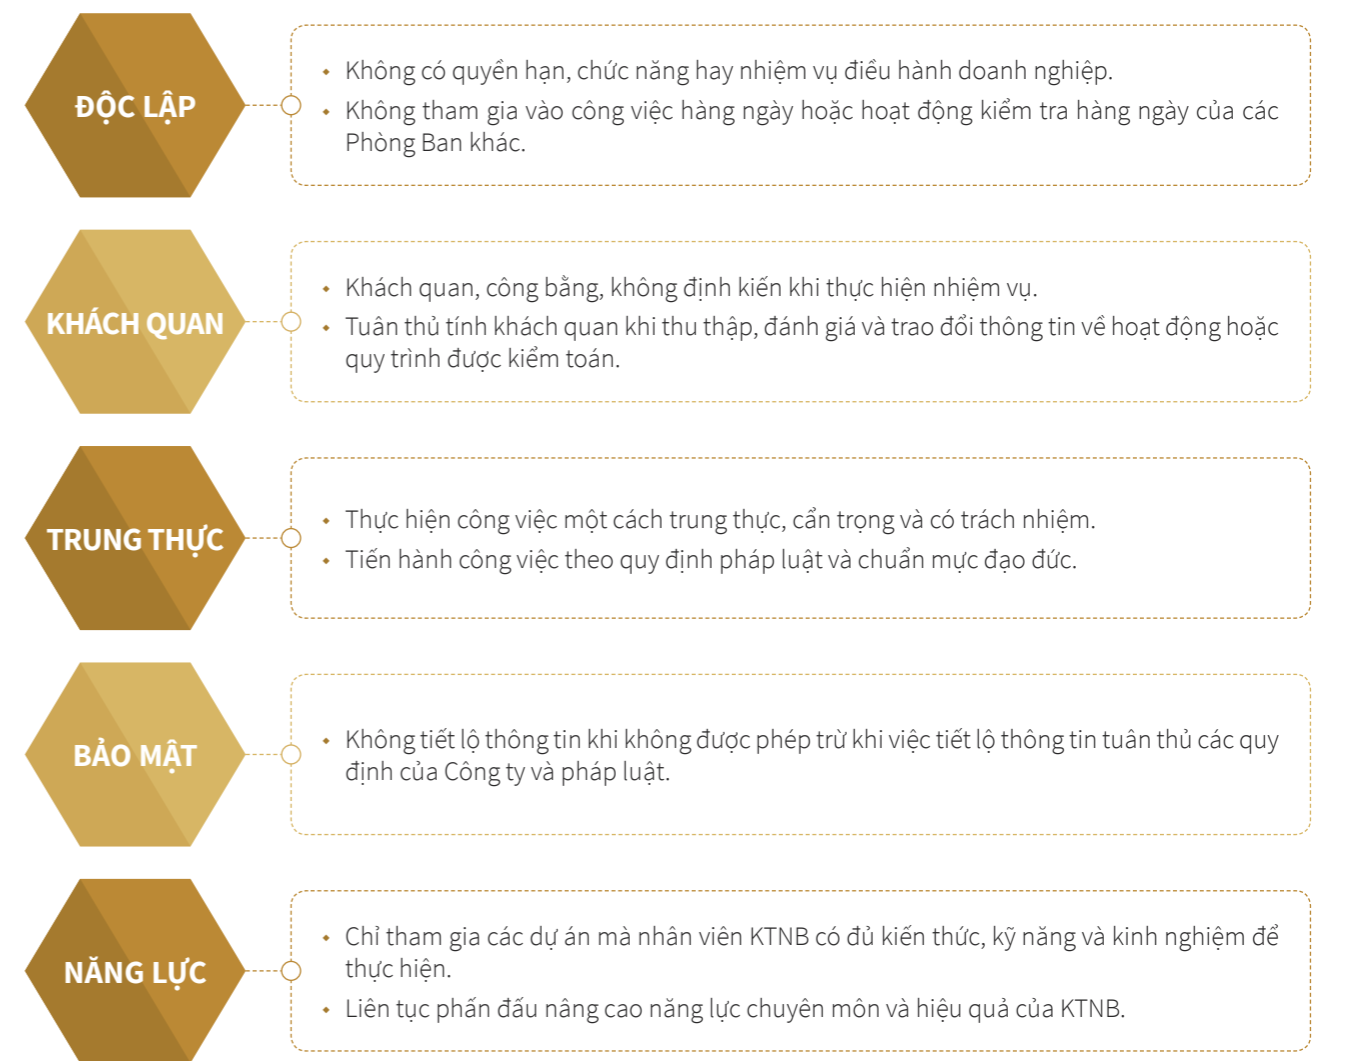 ĐỘC LẬP
Không có quyền hạn, chức năng hay nhiệm vụ điều hành doanh nghiệp.
Không tham gia vào công việc hàng ngày hoặc hoạt động kiểm tra hàng ngày của các
Phòng Ban khác.
KHÁCH QUAN
Khách quan, công bằng, không định kiến khi thực hiện nhiệm vụ.
Tuân thủ tính khách quan khi thu thập, đánh giá và trao đổi thông tin về hoạt động hoặc
quy trình được kiểm toán.
TRUNG THỰC
Thực hiện công việc một cách trung thực, cẩn trọng và có trách nhiệm.
Tiến hành công việc theo quy định pháp luật và chuẩn mực đạo đức.
BẢO MẬT
Không tiết lộ thông tin khi không được phép trừ khi việc tiết lộ thông tin tuân thủ các quy
định của Công ty và pháp luật.
NĂNG LỰC
Chỉ tham gia các dự án mà nhân viên KTNB có đủ kiến thức, kỹ năng và kinh nghiệm để
thực hiện.
Liên tục phấn đấu nâng cao năng lực chuyên môn và hiệu quả của KTNB.